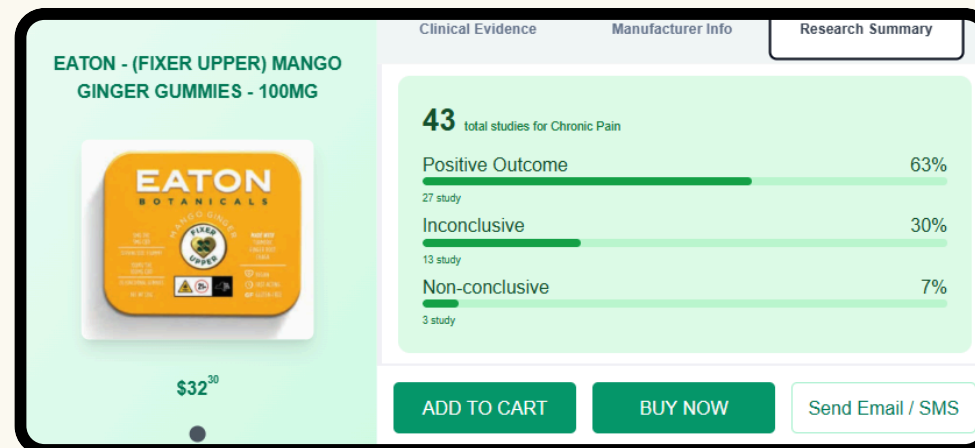 Clinical Evidence
Manufacturer Info
Research Summary
EATON - (FIXER UPPER) MANGO
GINGER GUMMIES - 100MG
EATON
BOTANICALS
MANGO GINGER
FIXER
UPPER
$32³⁰
43 total studies for Chronic Pain
Positive Outcome 63%
27 study
Inconclusive 30%
13 study
Non-conclusive 7%
3 study
ADD TO CART
BUY NOW
Send Email / SMS